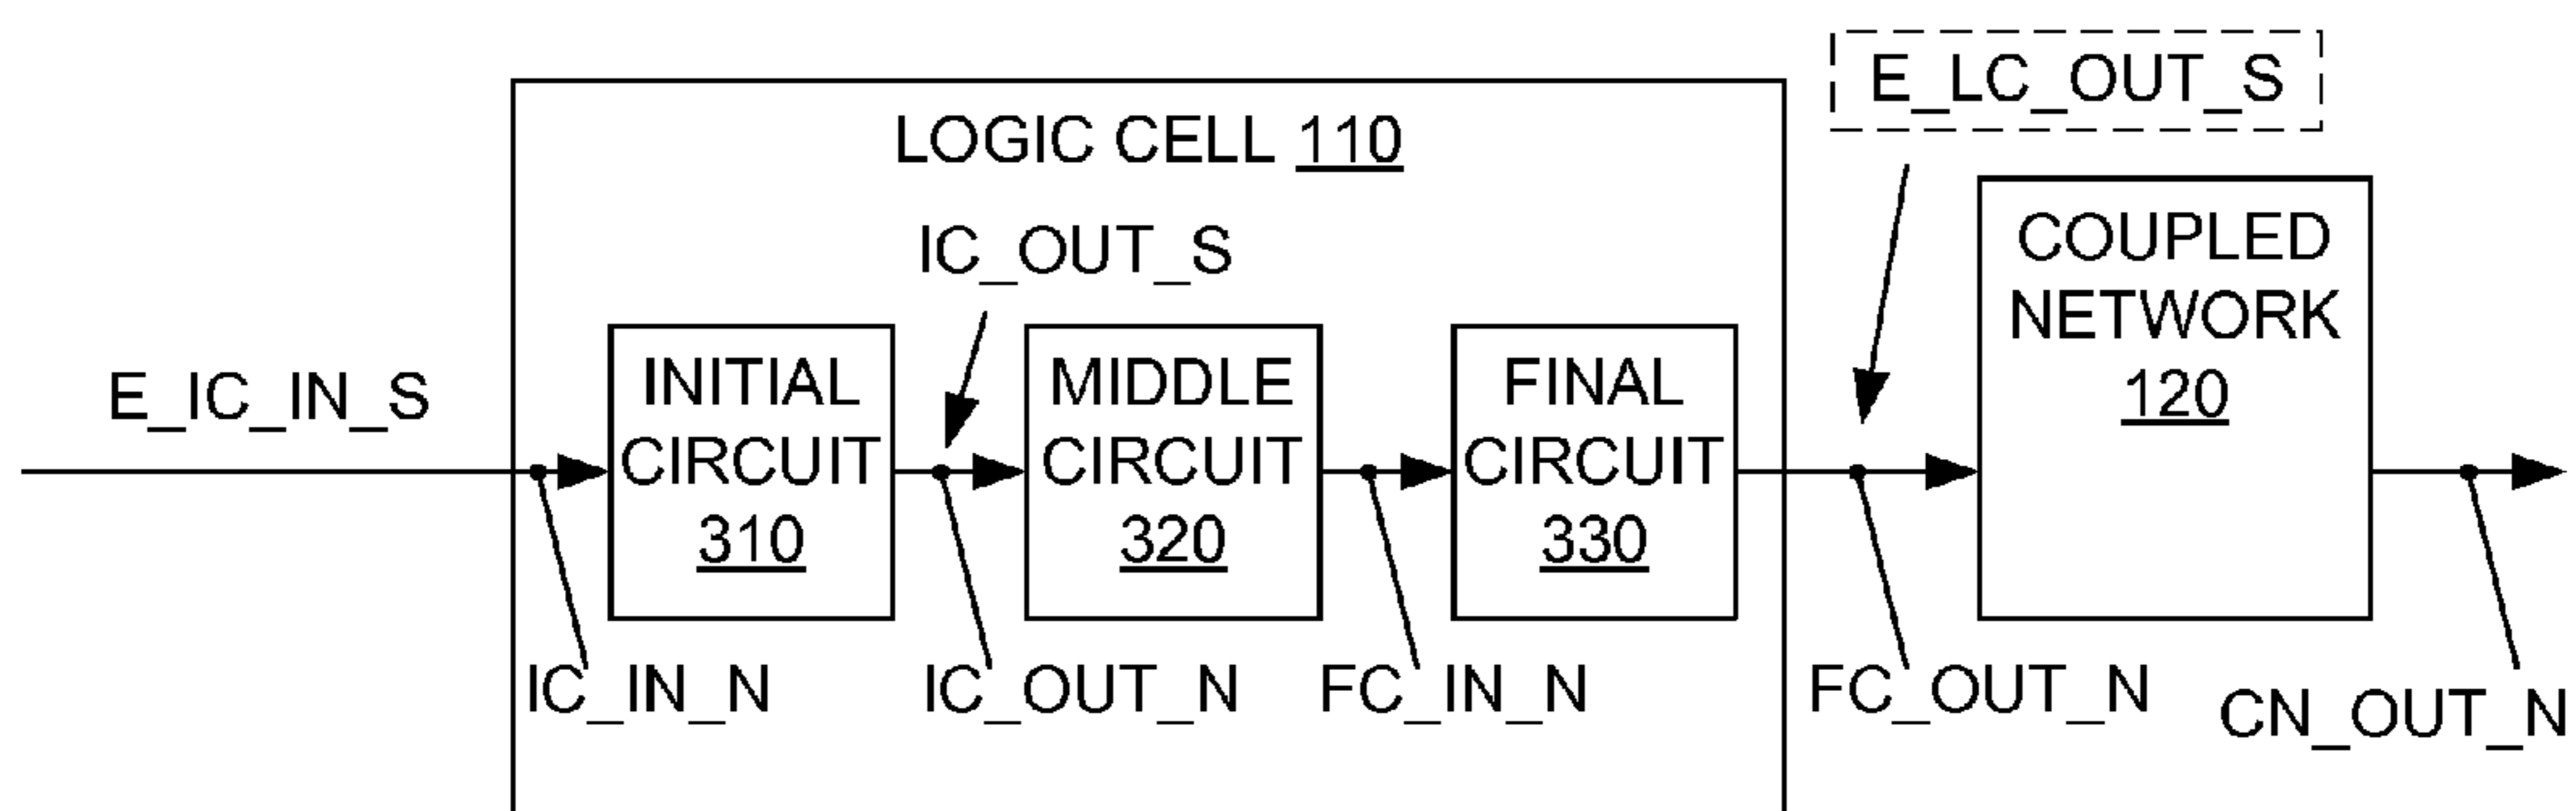 E_LC_OUT_S
LOGIC CELL 110
IC_OUT_S
COUPLED
NETWORK
120
E_IC_IN_S
INITIAL
CIRCUIT
310
MIDDLE
CIRCUIT
320
FINAL
CIRCUIT
330
IC_IN_N
IC_OUT_N
FC_IN_N
FC_OUT_N
CN_OUT_N